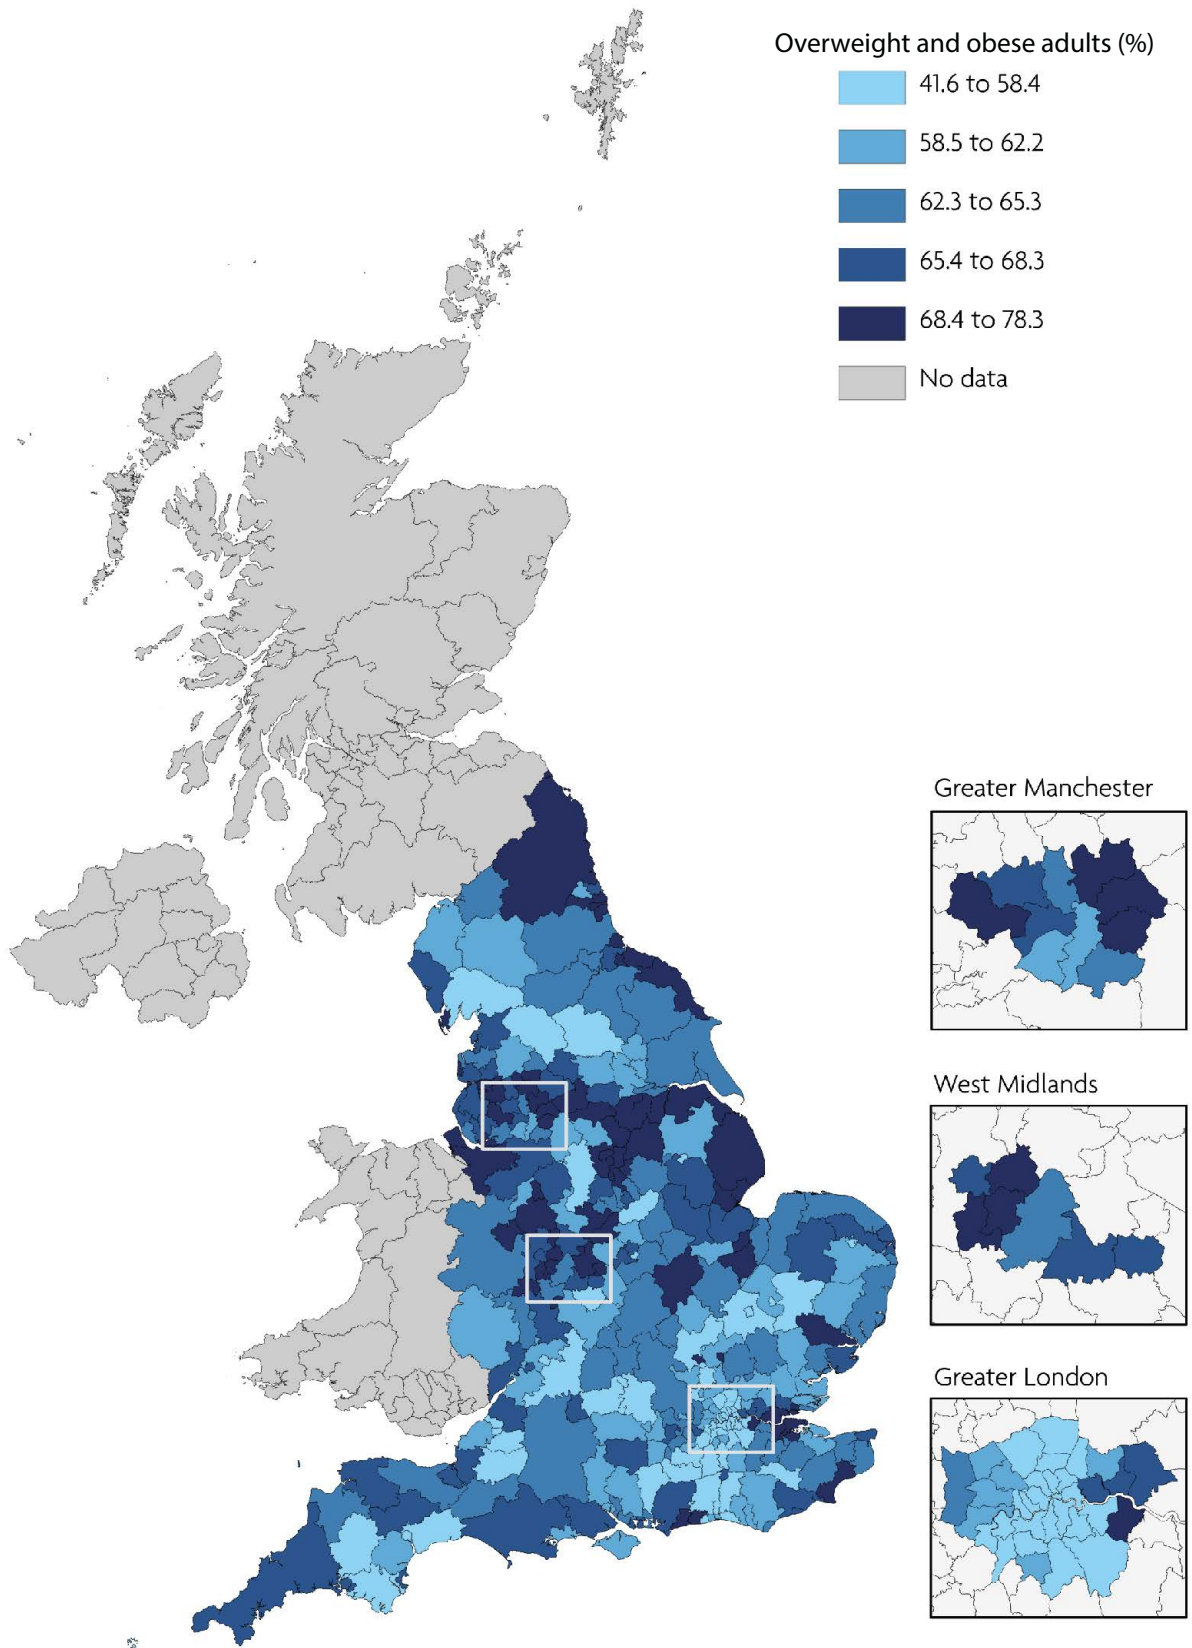 Overweight and obese adults (%)
41.6 to 58.4
58.5 to 62.2
62.3 to 65.3
65.4 to 68.3
68.4 to 78.3
No data
Greater Manchester
West Midlands
Greater London